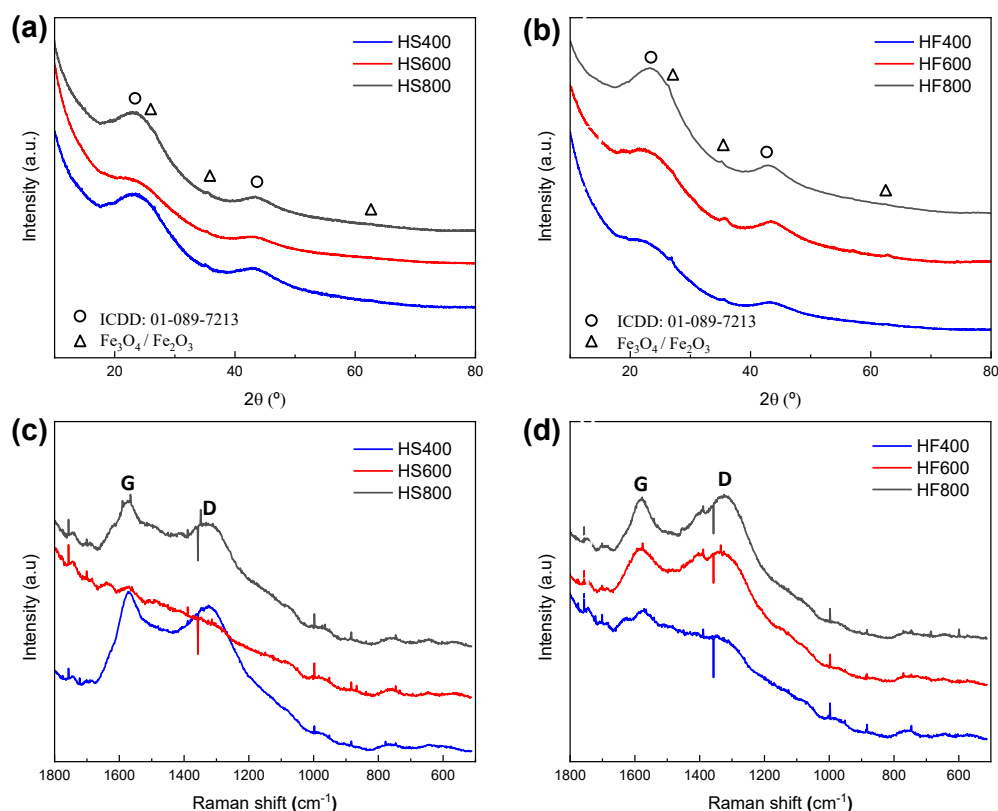 (a)
HS400
HS600
HS800
Intensity (a.u.)
ICDD: 01-089-7213
Fe₃O₄ / Fe₂O₃
20 40 60 80
2θ (º)
(b)
HF400
HF600
HF800
Intensity (a.u.)
ICDD: 01-089-7213
Fe₃O₄ / Fe₂O₃
20 40 60 80
2θ (º)
(c)
HS400
HS600
HS800
G
D
Intensity (a.u)
1800 1600 1400 1200 1000 800 600
Raman shift (cm⁻¹)
(d)
HF400
HF600
HF800
G
D
Intensity (a.u)
1800 1600 1400 1200 1000 800 600
Raman shift (cm⁻¹)